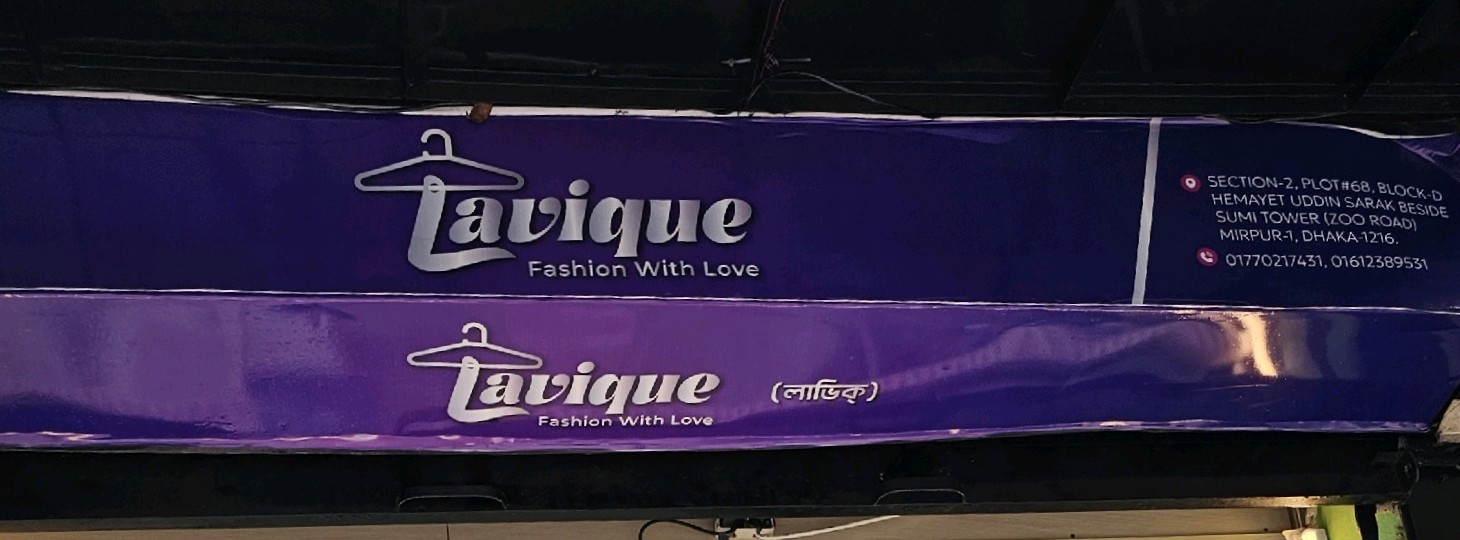 Lavique
Fashion With Love
SECTION-2, PLOT#68, BLOCK-D
HEMAYET UDDIN SARAK BESIDE
SUMI TOWER (ZOO ROAD)
MIRPUR-1, DHAKA-1216.
01770217431, 01612389531
Lavique
(লাভিক্)
Fashion With Love